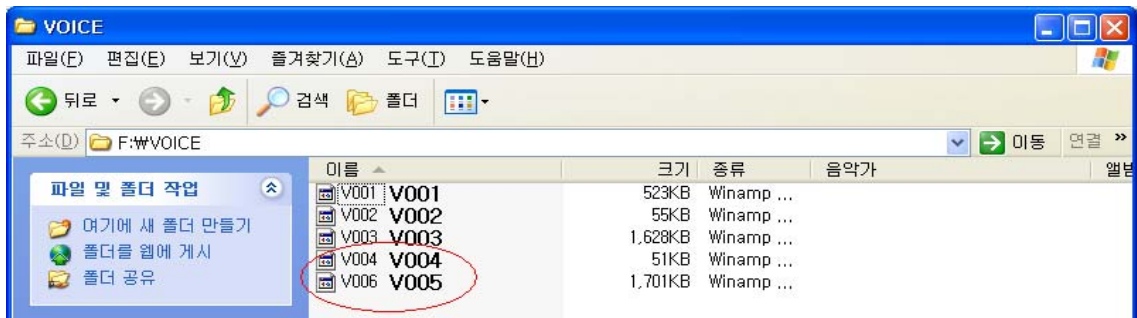 VOICE
파일(F) 편집(E) 보기(V) 즐겨찾기(A) 도구(T) 도움말(H)
뒤로 검색 폴더
주소(D) F:₩VOICE 이동 연결 »
이름 크기 종류 음악가 앨범
파일 및 폴더 작업
여기에 새 폴더 만들기
폴더를 웹에 게시
폴더 공유
V001 V001 523KB Winamp ...
V002 V002 55KB Winamp ...
V003 V003 1,628KB Winamp ...
V004 V004 51KB Winamp ...
V006 V005 1,701KB Winamp ...